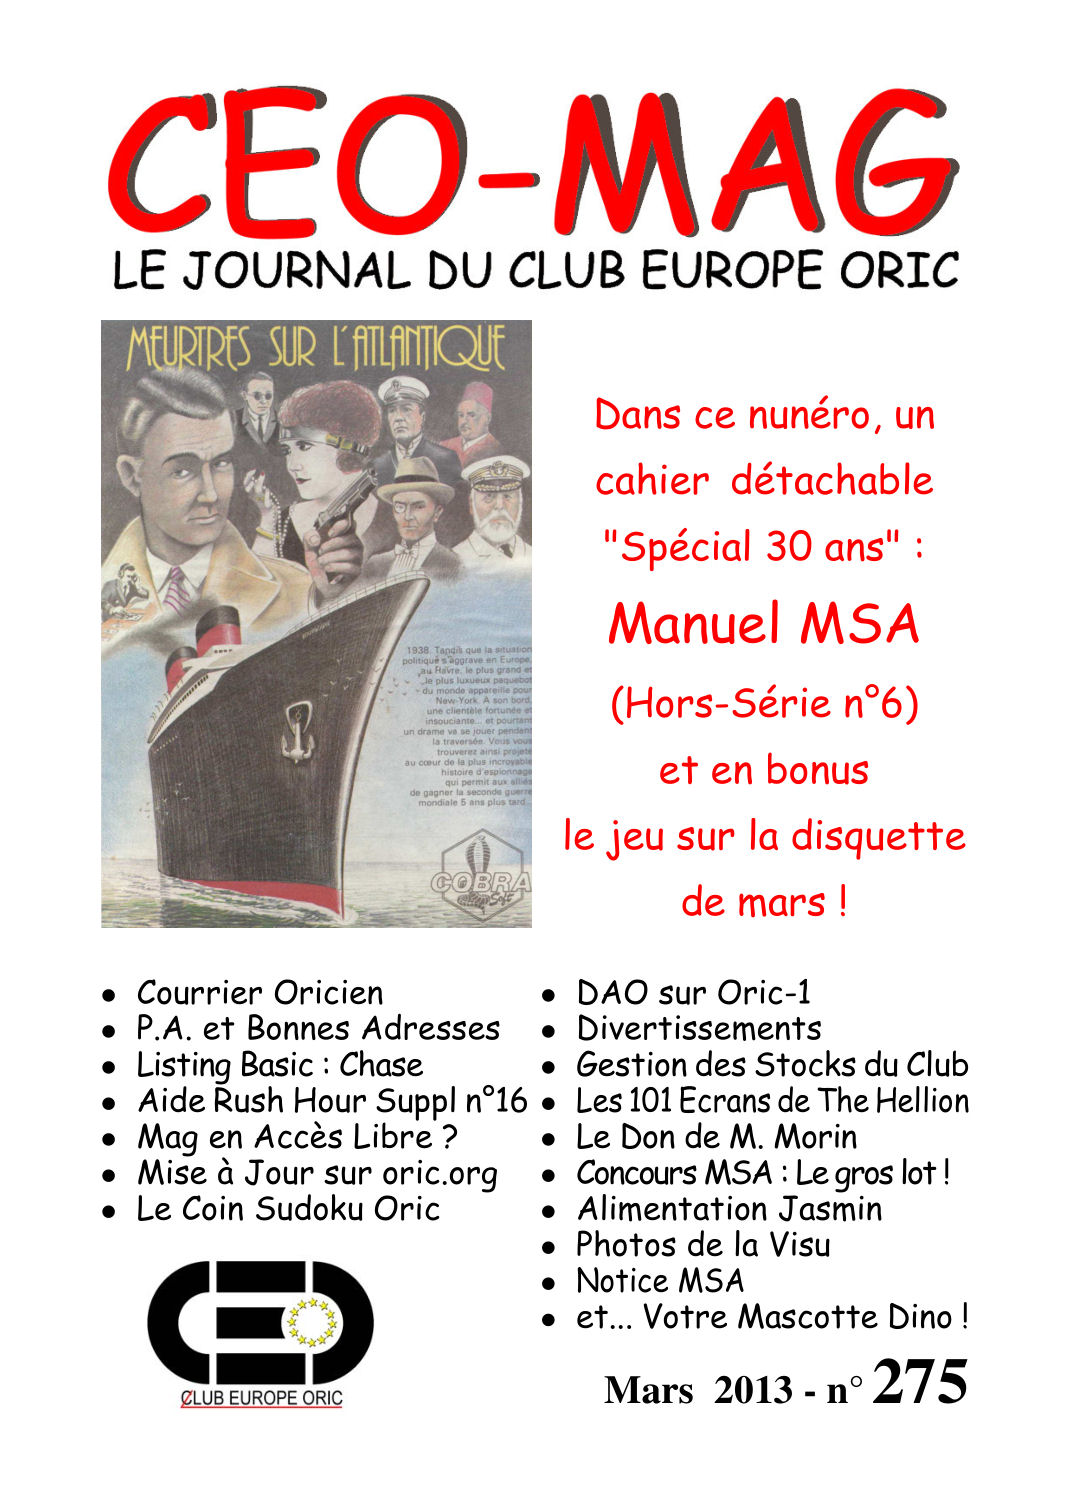 CEO-MAG
LE JOURNAL DU CLUB EUROPE ORIC
MEURTRES SUR L'ATLANTIQUE
1938. Tandis que la situation
politique s'aggrave en Europe,
au Havre, le plus grand et
le plus luxueux paquebot
du monde appareille pour
New-York. A son bord,
une clientèle fortunée et
insouciante... et pourtant
un drame va se jouer pendant
la traversée. Vous vous
trouverez ainsi projeté
au cœur de la plus incroyable
histoire d'espionnage
qui permit aux alliés
de gagner la seconde guerre
mondiale 5 ans plus tard...
COBRA
Soft
Dans ce nunéro, un
cahier détachable
"Spécial 30 ans" :
Manuel MSA
(Hors-Série n°6)
et en bonus
le jeu sur la disquette
de mars !
• Courrier Oricien
• P.A. et Bonnes Adresses
• Listing Basic : Chase
• Aide Rush Hour Suppl n°16
• Mag en Accès Libre ?
• Mise à Jour sur oric.org
• Le Coin Sudoku Oric
• DAO sur Oric-1
• Divertissements
• Gestion des Stocks du Club
• Les 101 Ecrans de The Hellion
• Le Don de M. Morin
• Concours MSA : Le gros lot !
• Alimentation Jasmin
• Photos de la Visu
• Notice MSA
• et... Votre Mascotte Dino !
CEO
CLUB EUROPE ORIC
Mars 2013 - n° 275